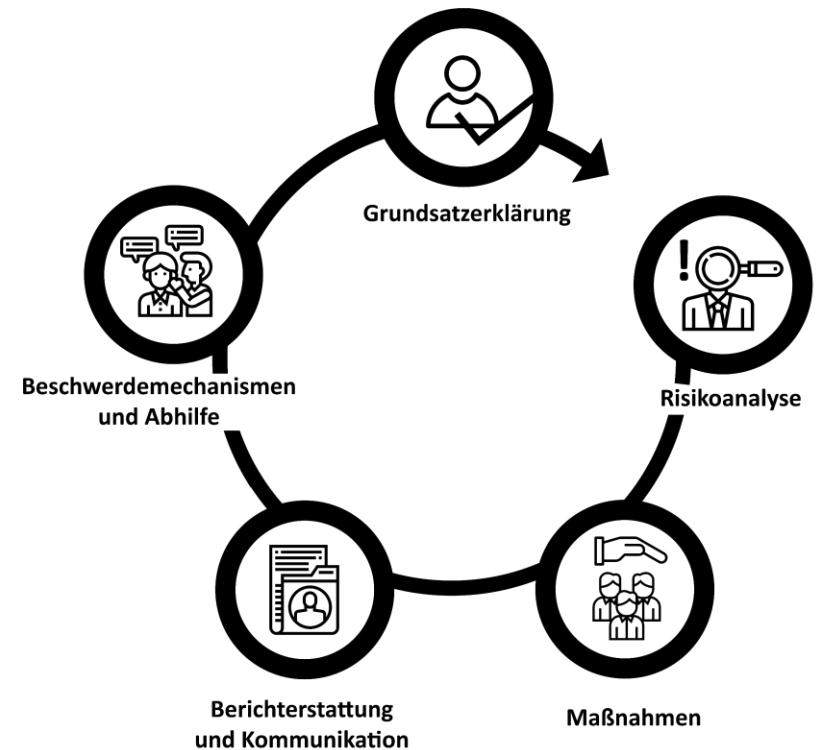 Grundsatzerklärung
Risikoanalyse
Maßnahmen
Berichterstattung
und Kommunikation
Beschwerdemechanismen
und Abhilfe